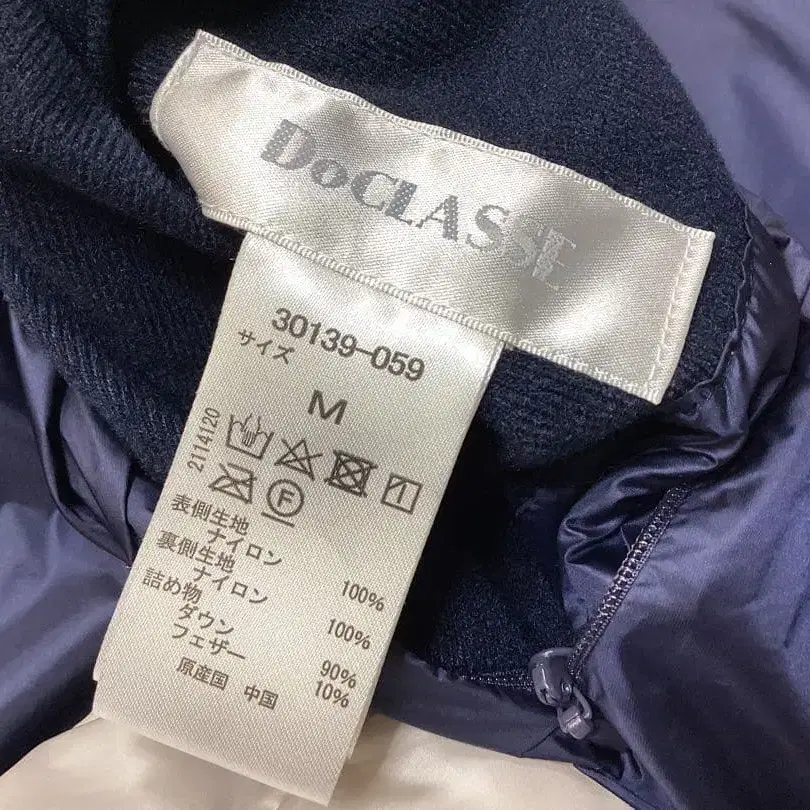 DoCLASSE
30139-059
サイズ
M
2114120
F
表側生地
ナイロン 100%
裏側生地
ナイロン 100%
詰め物
ダウン 90%
フェザー 10%
原産国 中国